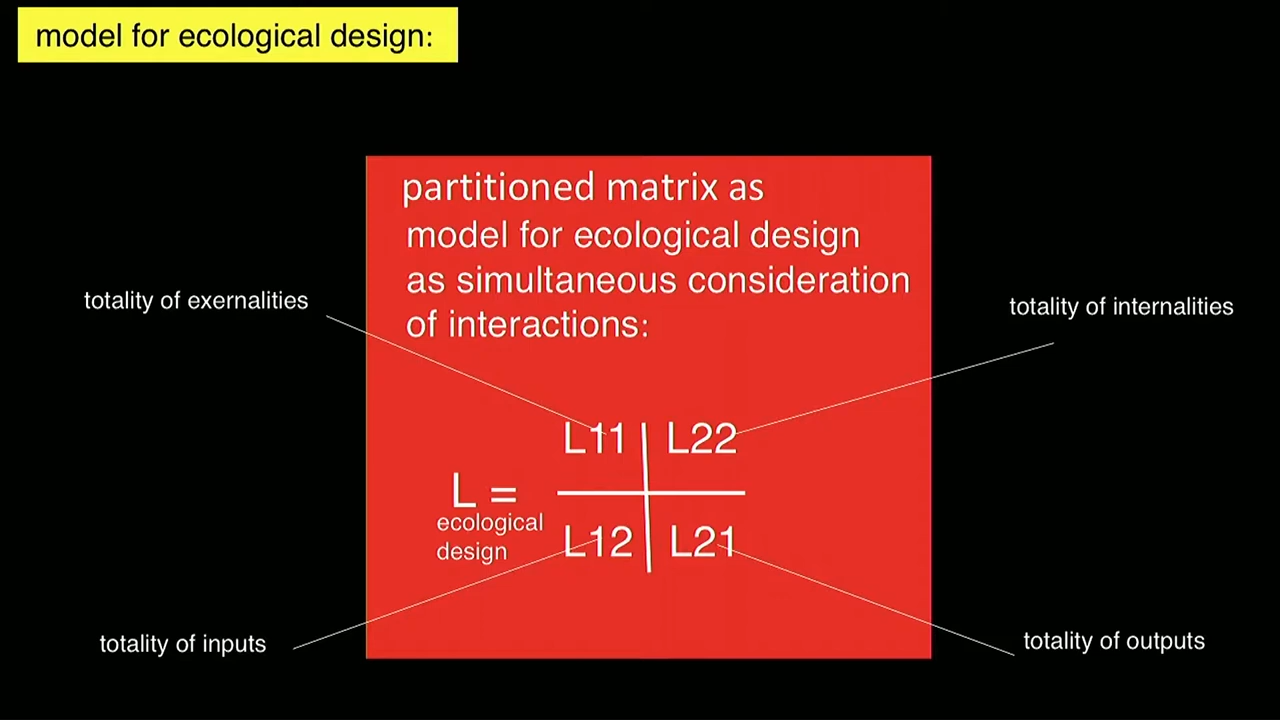 model for ecological design:
partitioned matrix as
model for ecological design
as simultaneous consideration
of interactions:
totality of exernalities
totality of internalities
L11 L22
L =
ecological
design
L12 L21
totality of inputs
totality of outputs